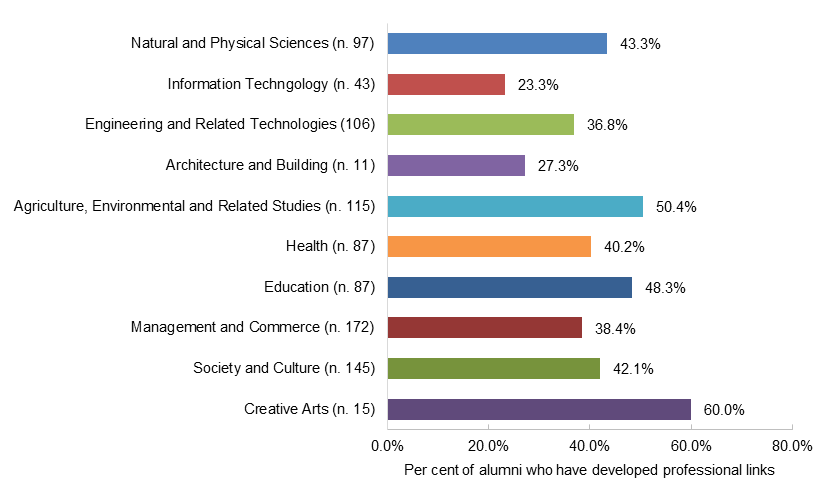 Natural and Physical Sciences (n. 97) 43.3%
Information Techngology (n. 43) 23.3%
Engineering and Related Technologies (106) 36.8%
Architecture and Building (n. 11) 27.3%
Agriculture, Environmental and Related Studies (n. 115) 50.4%
Health (n. 87) 40.2%
Education (n. 87) 48.3%
Management and Commerce (n. 172) 38.4%
Society and Culture (n. 145) 42.1%
Creative Arts (n. 15) 60.0%
0.0% 20.0% 40.0% 60.0% 80.0%
Per cent of alumni who have developed professional links